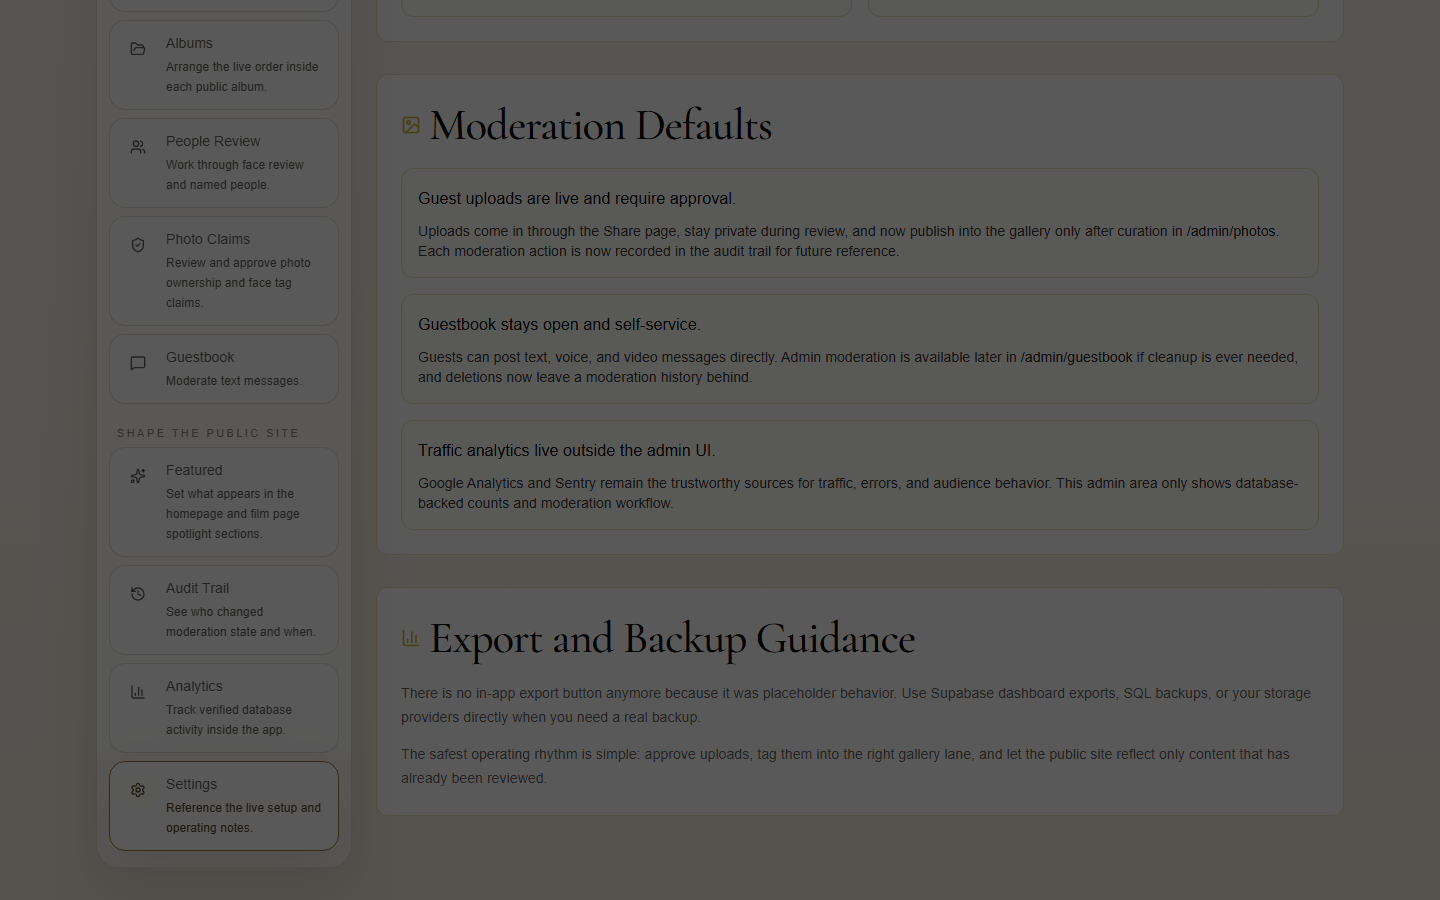 Albums
Arrange the live order inside
each public album.
People Review
Work through face review
and named people.
Photo Claims
Review and approve photo
ownership and face tag
claims.
Guestbook
Moderate text messages.
SHAPE THE PUBLIC SITE
Featured
Set what appears in the
homepage and film page
spotlight sections.
Audit Trail
See who changed
moderation state and when.
Analytics
Track verified database
activity inside the app.
Settings
Reference the live setup and
operating notes.
Moderation Defaults
Guest uploads are live and require approval.
Uploads come in through the Share page, stay private during review, and now publish into the gallery only after curation in /admin/photos.
Each moderation action is now recorded in the audit trail for future reference.
Guestbook stays open and self-service.
Guests can post text, voice, and video messages directly. Admin moderation is available later in /admin/guestbook if cleanup is ever needed,
and deletions now leave a moderation history behind.
Traffic analytics live outside the admin UI.
Google Analytics and Sentry remain the trustworthy sources for traffic, errors, and audience behavior. This admin area only shows database-
backed counts and moderation workflow.
Export and Backup Guidance
There is no in-app export button anymore because it was placeholder behavior. Use Supabase dashboard exports, SQL backups, or your storage
providers directly when you need a real backup.
The safest operating rhythm is simple: approve uploads, tag them into the right gallery lane, and let the public site reflect only content that has
already been reviewed.